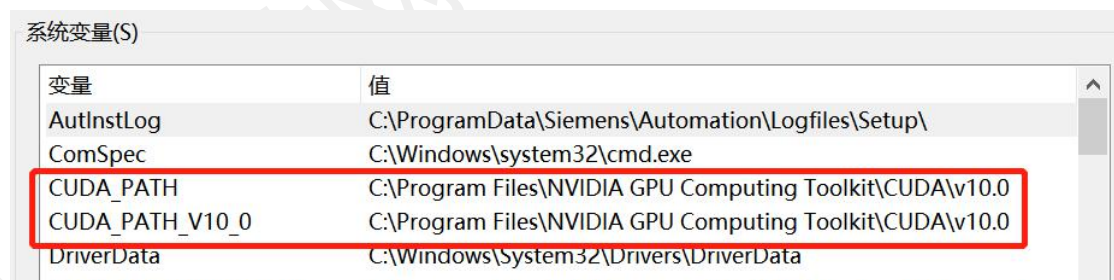 系统变量(S)
变量 值
AutInstLog C:\ProgramData\Siemens\Automation\Logfiles\Setup\
ComSpec C:\Windows\system32\cmd.exe
CUDA_PATH C:\Program Files\NVIDIA GPU Computing Toolkit\CUDA\v10.0
CUDA_PATH_V10_0 C:\Program Files\NVIDIA GPU Computing Toolkit\CUDA\v10.0
DriverData C:\Windows\System32\Drivers\DriverData